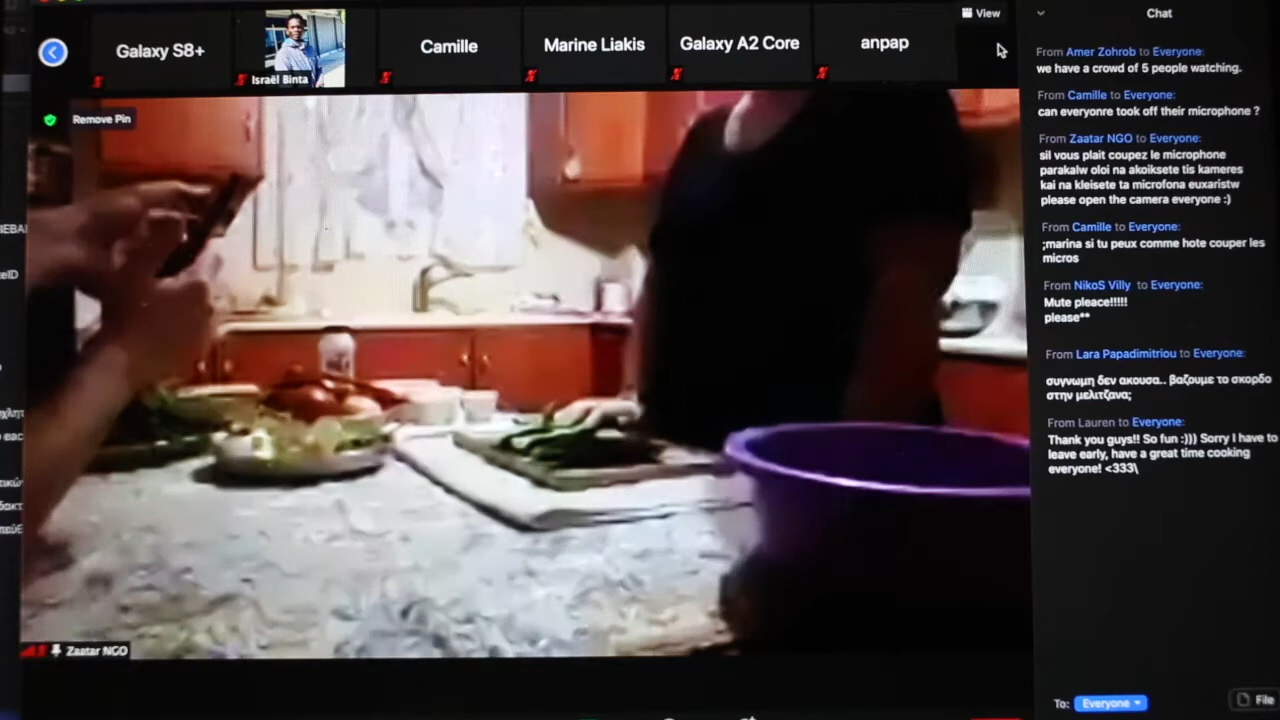 Galaxy S8+
Israël Binta
Camille
Marine Liakis
Galaxy A2 Core
anpap
View
Remove Pin
Zaatar NGO
Chat
From Amer Zohrob to Everyone:
we have a crowd of 5 people watching.
From Camille to Everyone:
can everyonre took off their microphone ?
From Zaatar NGO to Everyone:
sil vous plait coupez le microphone
parakalw oloi na akoiksete tis kameres
kai na kleisete ta microfona euxaristw
please open the camera everyone :)
From Camille to Everyone:
;marina si tu peux comme hote couper les
micros
From NikoS Villy to Everyone:
Mute pleace!!!!!
please**
From Lara Papadimitriou to Everyone:
συγνωμη δεν ακουσα.. βαζουμε το σκορδο
στην μελιτζανα;
From Lauren to Everyone:
Thank you guys!! So fun :))) Sorry I have to
leave early, have a great time cooking
everyone! <333\
To: Everyone
File